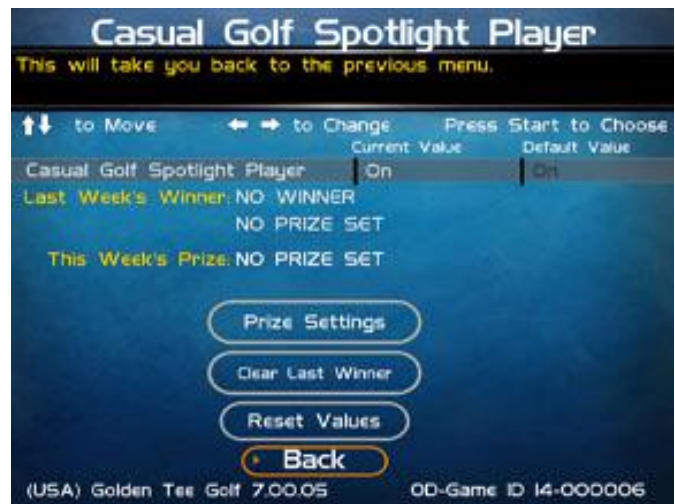 Casual Golf Spotlight Player
This will take you back to the previous menu.
↑↓ to Move ← → to Change Press Start to Choose
Current Value Default Value
Casual Golf Spotlight Player On On
Last Week's Winner: NO WINNER
NO PRIZE SET
This Week's Prize: NO PRIZE SET
Prize Settings
Clear Last Winner
Reset Values
Back
(USA) Golden Tee Golf 7.00.05 OD-Game ID 14-000006